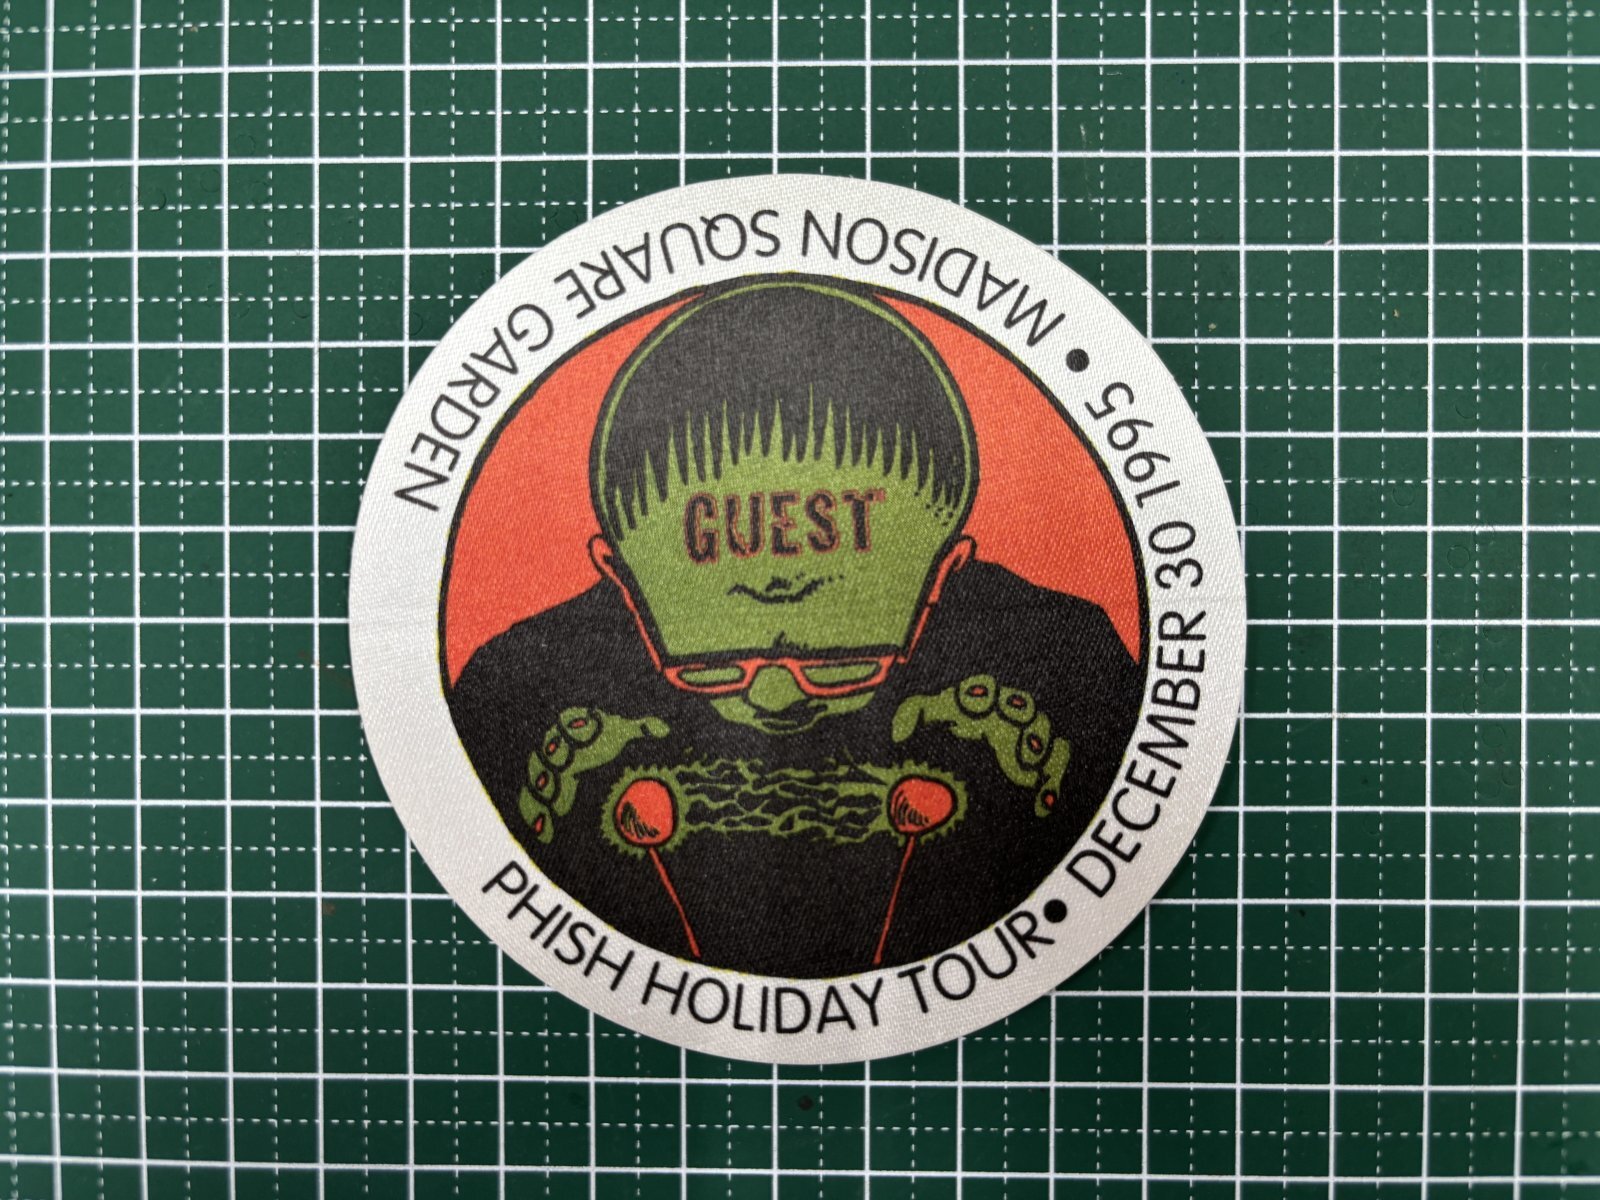 PHISH HOLIDAY TOUR • DECEMBER 30 1995 • MADISON SQUARE GARDEN
GUEST